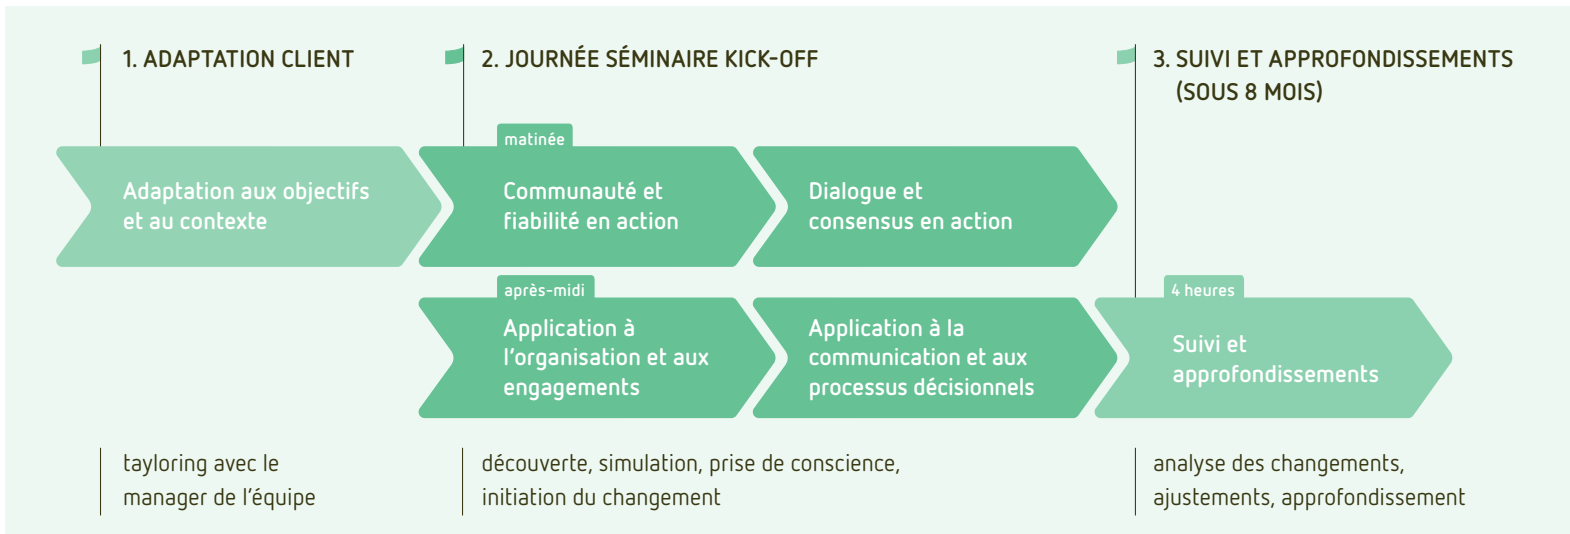 1. ADAPTATION CLIENT
2. JOURNÉE SÉMINAIRE KICK-OFF
3. SUIVI ET APPROFONDISSEMENTS
(SOUS 8 MOIS)
Adaptation aux objectifs
et au contexte
matinée
Communauté et
fiabilité en action
Dialogue et
consensus en action
après-midi
Application à
l'organisation et aux
engagements
Application à la
communication et aux
processus décisionnels
4 heures
Suivi et
approfondissements
tayloring avec le
manager de l'équipe
découverte, simulation, prise de conscience,
initiation du changement
analyse des changements,
ajustements, approfondissement